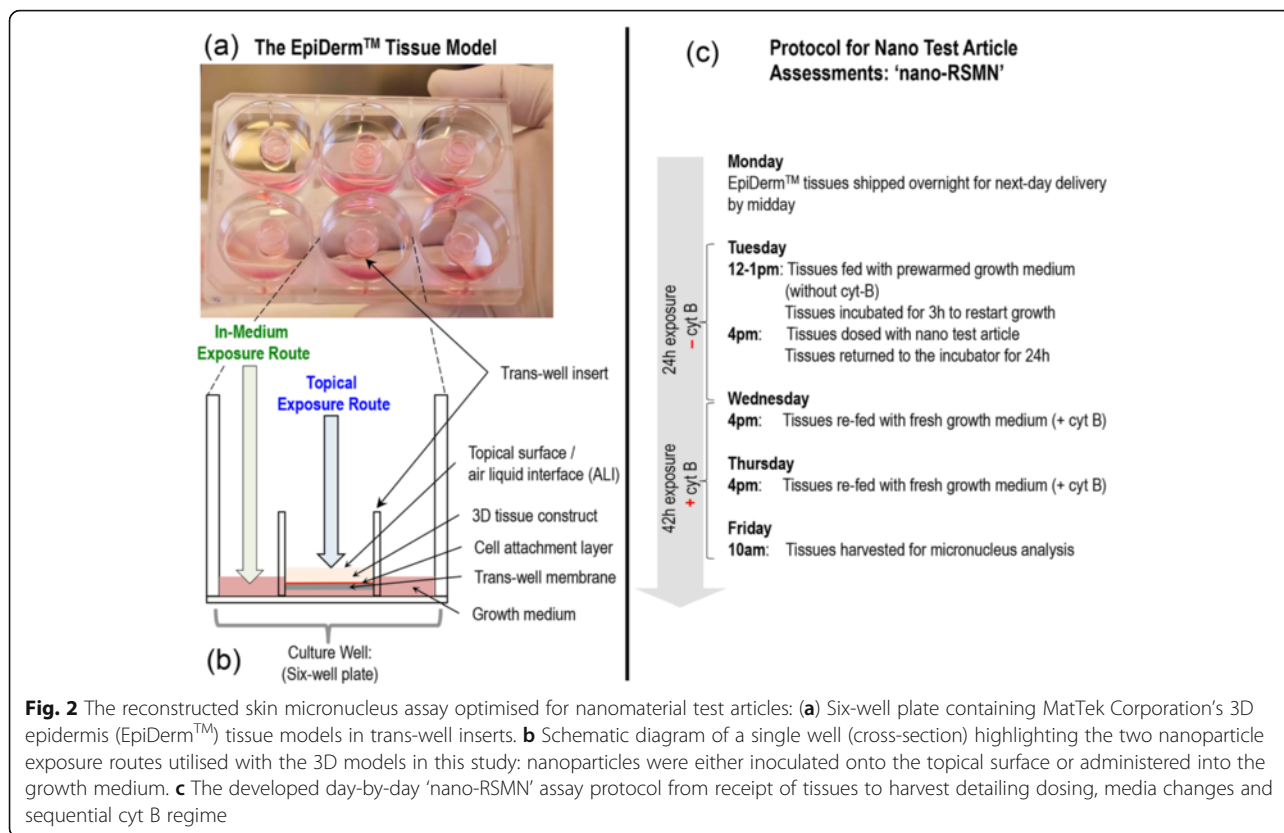 (a) The EpiDerm™ Tissue Model
In-Medium
Exposure Route
Topical
Exposure Route
Trans-well insert
Topical surface /
air liquid interface (ALI)
3D tissue construct
Cell attachment layer
Trans-well membrane
Growth medium
Culture Well:
(Six-well plate)
(b)
(c) Protocol for Nano Test Article
Assessments: ‘nano-RSMN’
24h exposure
– cyt B
42h exposure
+ cyt B
Monday
EpiDerm™ tissues shipped overnight for next-day delivery
by midday
Tuesday
12-1pm: Tissues fed with prewarmed growth medium
(without cyt-B)
Tissues incubated for 3h to restart growth
4pm: Tissues dosed with nano test article
Tissues returned to the incubator for 24h
Wednesday
4pm: Tissues re-fed with fresh growth medium (+ cyt B)
Thursday
4pm: Tissues re-fed with fresh growth medium (+ cyt B)
Friday
10am: Tissues harvested for micronucleus analysis
Fig. 2 The reconstructed skin micronucleus assay optimised for nanomaterial test articles: (a) Six-well plate containing MatTek Corporation’s 3D
epidermis (EpiDerm™) tissue models in trans-well inserts. b Schematic diagram of a single well (cross-section) highlighting the two nanoparticle
exposure routes utilised with the 3D models in this study: nanoparticles were either inoculated onto the topical surface or administered into the
growth medium. c The developed day-by-day ‘nano-RSMN’ assay protocol from receipt of tissues to harvest detailing dosing, media changes and
sequential cyt B regime